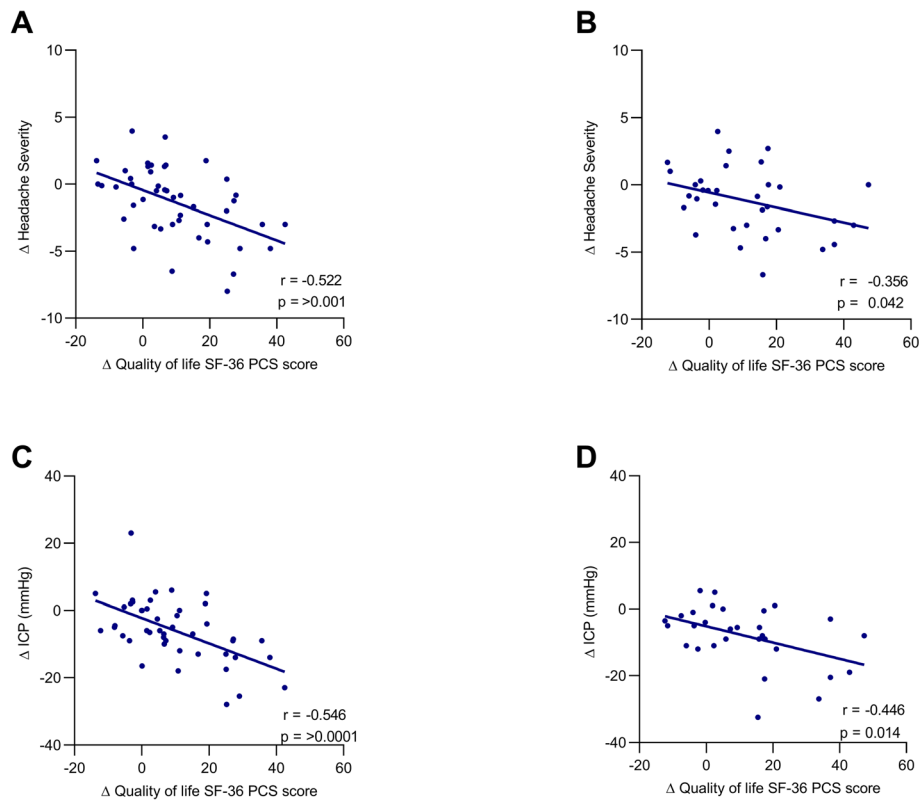 A
10
5
0
-5
-10
Δ Headache Severity
r = -0.522
p = >0.001
-20 0 20 40 60
Δ Quality of life SF-36 PCS score
B
10
5
0
-5
-10
Δ Headache Severity
r = -0.356
p = 0.042
-20 0 20 40 60
Δ Quality of life SF-36 PCS score
C
40
20
0
-20
-40
Δ ICP (mmHg)
r = -0.546
p = >0.0001
-20 0 20 40 60
Δ Quality of life SF-36 PCS score
D
40
20
0
-20
-40
Δ ICP (mmHg)
r = -0.446
p = 0.014
-20 0 20 40 60
Δ Quality of life SF-36 PCS score